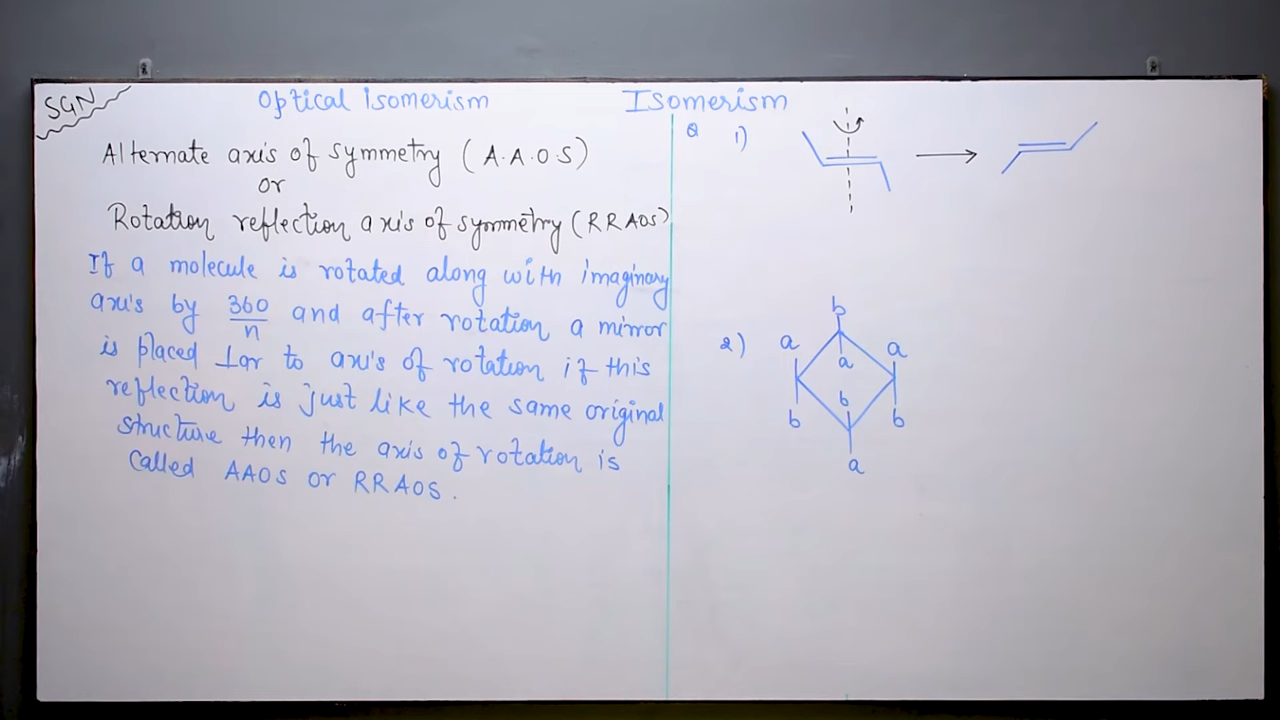 SGN
Optical Isomerism
Isomerism
Alternate axis of symmetry (A.A.O.S)
or
Rotation reflection axis of symmetry (RRAOS)
If a molecule is rotated along with imaginary
axis by 360/n and after rotation a mirror
is placed ⊥ar to axis of rotation if this
reflection is just like the same original
structure then the axis of rotation is
called AAOS or RRAOS.
Q 1)
2)
b
a a
a
b
b b
a